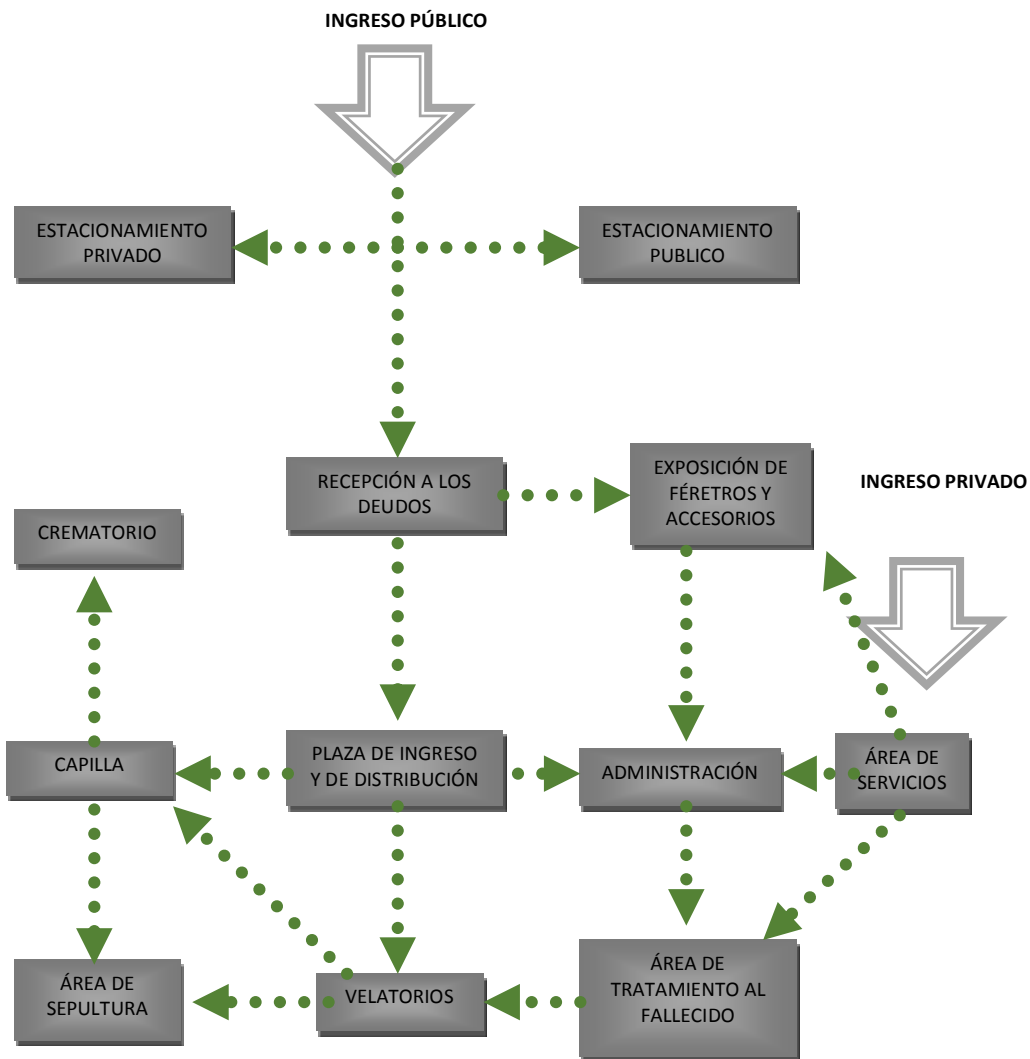 INGRESO PÚBLICO
ESTACIONAMIENTO
PRIVADO
ESTACIONAMIENTO
PUBLICO
RECEPCIÓN A LOS
DEUDOS
EXPOSICIÓN DE
FÉRETROS Y
ACCESORIOS
INGRESO PRIVADO
CREMATORIO
CAPILLA
PLAZA DE INGRESO
Y DE DISTRIBUCIÓN
ADMINISTRACIÓN
ÁREA DE
SERVICIOS
ÁREA DE
SEPULTURA
VELATORIOS
ÁREA DE
TRATAMIENTO AL
FALLECIDO